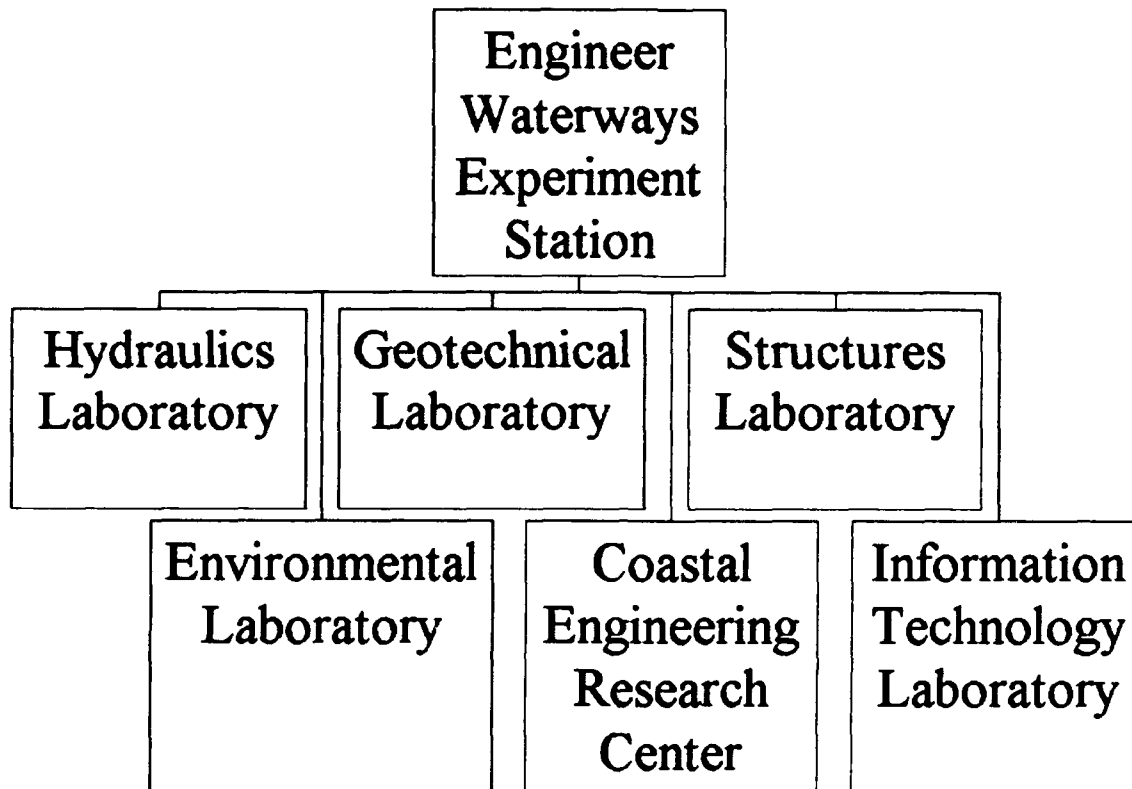 Engineer
Waterways
Experiment
Station
Hydraulics
Laboratory
Geotechnical
Laboratory
Structures
Laboratory
Environmental
Laboratory
Coastal
Engineering
Research
Center
Information
Technology
Laboratory